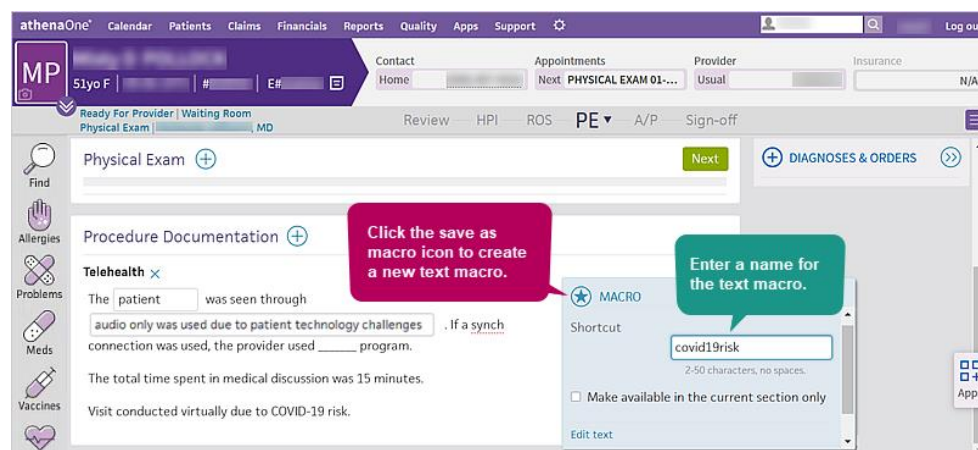 athenaOne Calendar Patients Claims Financials Reports Quality Apps Support Log ou
MP
51yo F # E#
Contact
Home
Appointments
Next PHYSICAL EXAM 01-...
Provider
Usual
Insurance
N/A
Ready For Provider | Waiting Room
Physical Exam | , MD
Review HPI ROS PE ▾ A/P Sign-off
Find
Allergies
Problems
Meds
Vaccines
Physical Exam
Next
DIAGNOSES & ORDERS
Procedure Documentation
Telehealth ×
The patient was seen through
audio only was used due to patient technology challenges . If a synch
connection was used, the provider used ______ program.
The total time spent in medical discussion was 15 minutes.
Visit conducted virtually due to COVID-19 risk.
Click the save as
macro icon to create
a new text macro.
Enter a name for
the text macro.
MACRO
Shortcut
covid19risk
2-50 characters, no spaces.
Make available in the current section only
Edit text
App